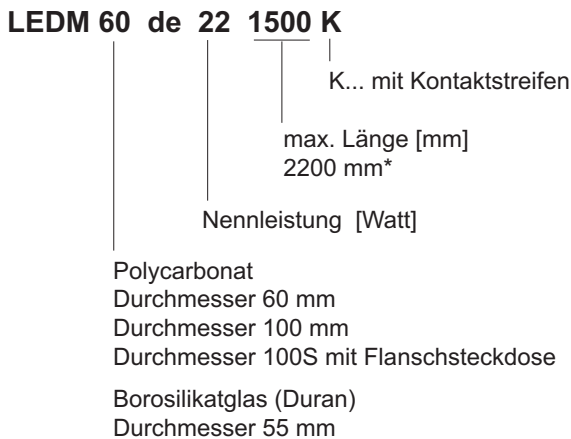 LEDM 60 de 22 1500 K
K... mit Kontaktstreifen
max. Länge [mm]
2200 mm*
Nennleistung [Watt]
Polycarbonat
Durchmesser 60 mm
Durchmesser 100 mm
Durchmesser 100S mit Flanschsteckdose
Borosilikatglas (Duran)
Durchmesser 55 mm